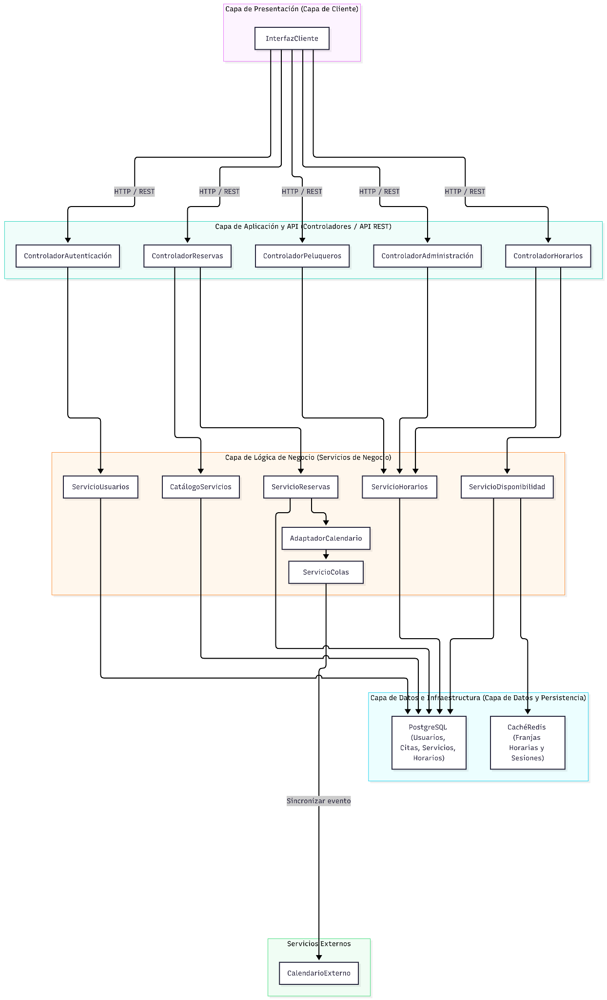 Capa de Presentación (Capa de Cliente)
InterfazCliente
HTTP / REST
HTTP / REST
HTTP / REST
HTTP / REST
HTTP / REST
Capa de Aplicación y API (Controladores / API REST)
ControladorAutenticación
ControladorReservas
ControladorPeluqueros
ControladorAdministración
ControladorHorarios
Capa de Lógica de Negocio (Servicios de Negocio)
ServicioUsuarios
CatálogoServicios
ServicioReservas
ServicioHorarios
ServicioDisponibilidad
AdaptadorCalendario
ServicioColas
Capa de Datos e Infraestructura (Capa de Datos y Persistencia)
PostgreSQL
(Usuarios,
Citas, Servicios,
Horarios)
CachéRedis
(Franjas
Horarias y
Sesiones)
Sincronizar evento
Servicios Externos
CalendarioExterno